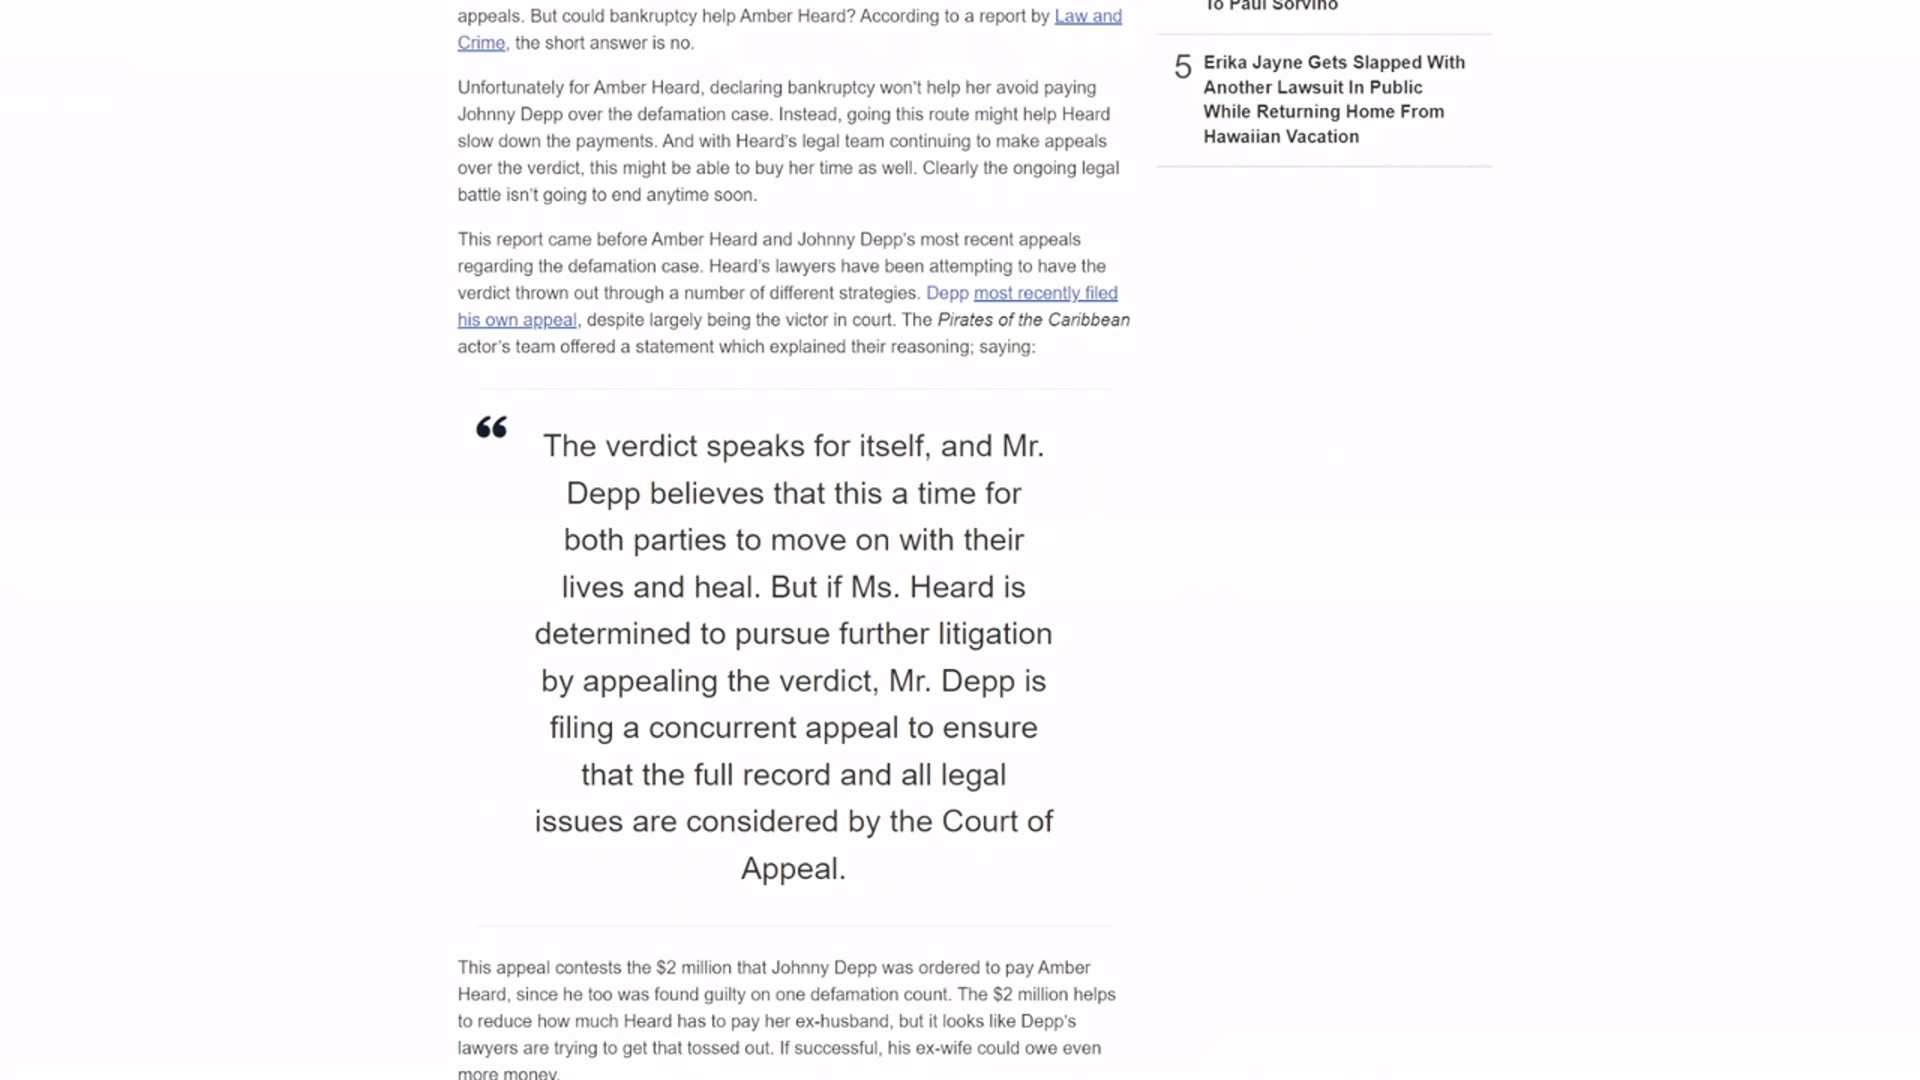 appeals. But could bankruptcy help Amber Heard? According to a report by Law and
Crime, the short answer is no.
Unfortunately for Amber Heard, declaring bankruptcy won't help her avoid paying
Johnny Depp over the defamation case. Instead, going this route might help Heard
slow down the payments. And with Heard's legal team continuing to make appeals
over the verdict, this might be able to buy her time as well. Clearly the ongoing legal
battle isn't going to end anytime soon.
This report came before Amber Heard and Johnny Depp's most recent appeals
regarding the defamation case. Heard's lawyers have been attempting to have the
verdict thrown out through a number of different strategies. Depp most recently filed
his own appeal, despite largely being the victor in court. The Pirates of the Caribbean
actor's team offered a statement which explained their reasoning; saying:
“
The verdict speaks for itself, and Mr.
Depp believes that this a time for
both parties to move on with their
lives and heal. But if Ms. Heard is
determined to pursue further litigation
by appealing the verdict, Mr. Depp is
filing a concurrent appeal to ensure
that the full record and all legal
issues are considered by the Court of
Appeal.
This appeal contests the $2 million that Johnny Depp was ordered to pay Amber
Heard, since he too was found guilty on one defamation count. The $2 million helps
to reduce how much Heard has to pay her ex-husband, but it looks like Depp's
lawyers are trying to get that tossed out. If successful, his ex-wife could owe even
more money.
To Paul Sorvino
5
Erika Jayne Gets Slapped With
Another Lawsuit In Public
While Returning Home From
Hawaiian Vacation